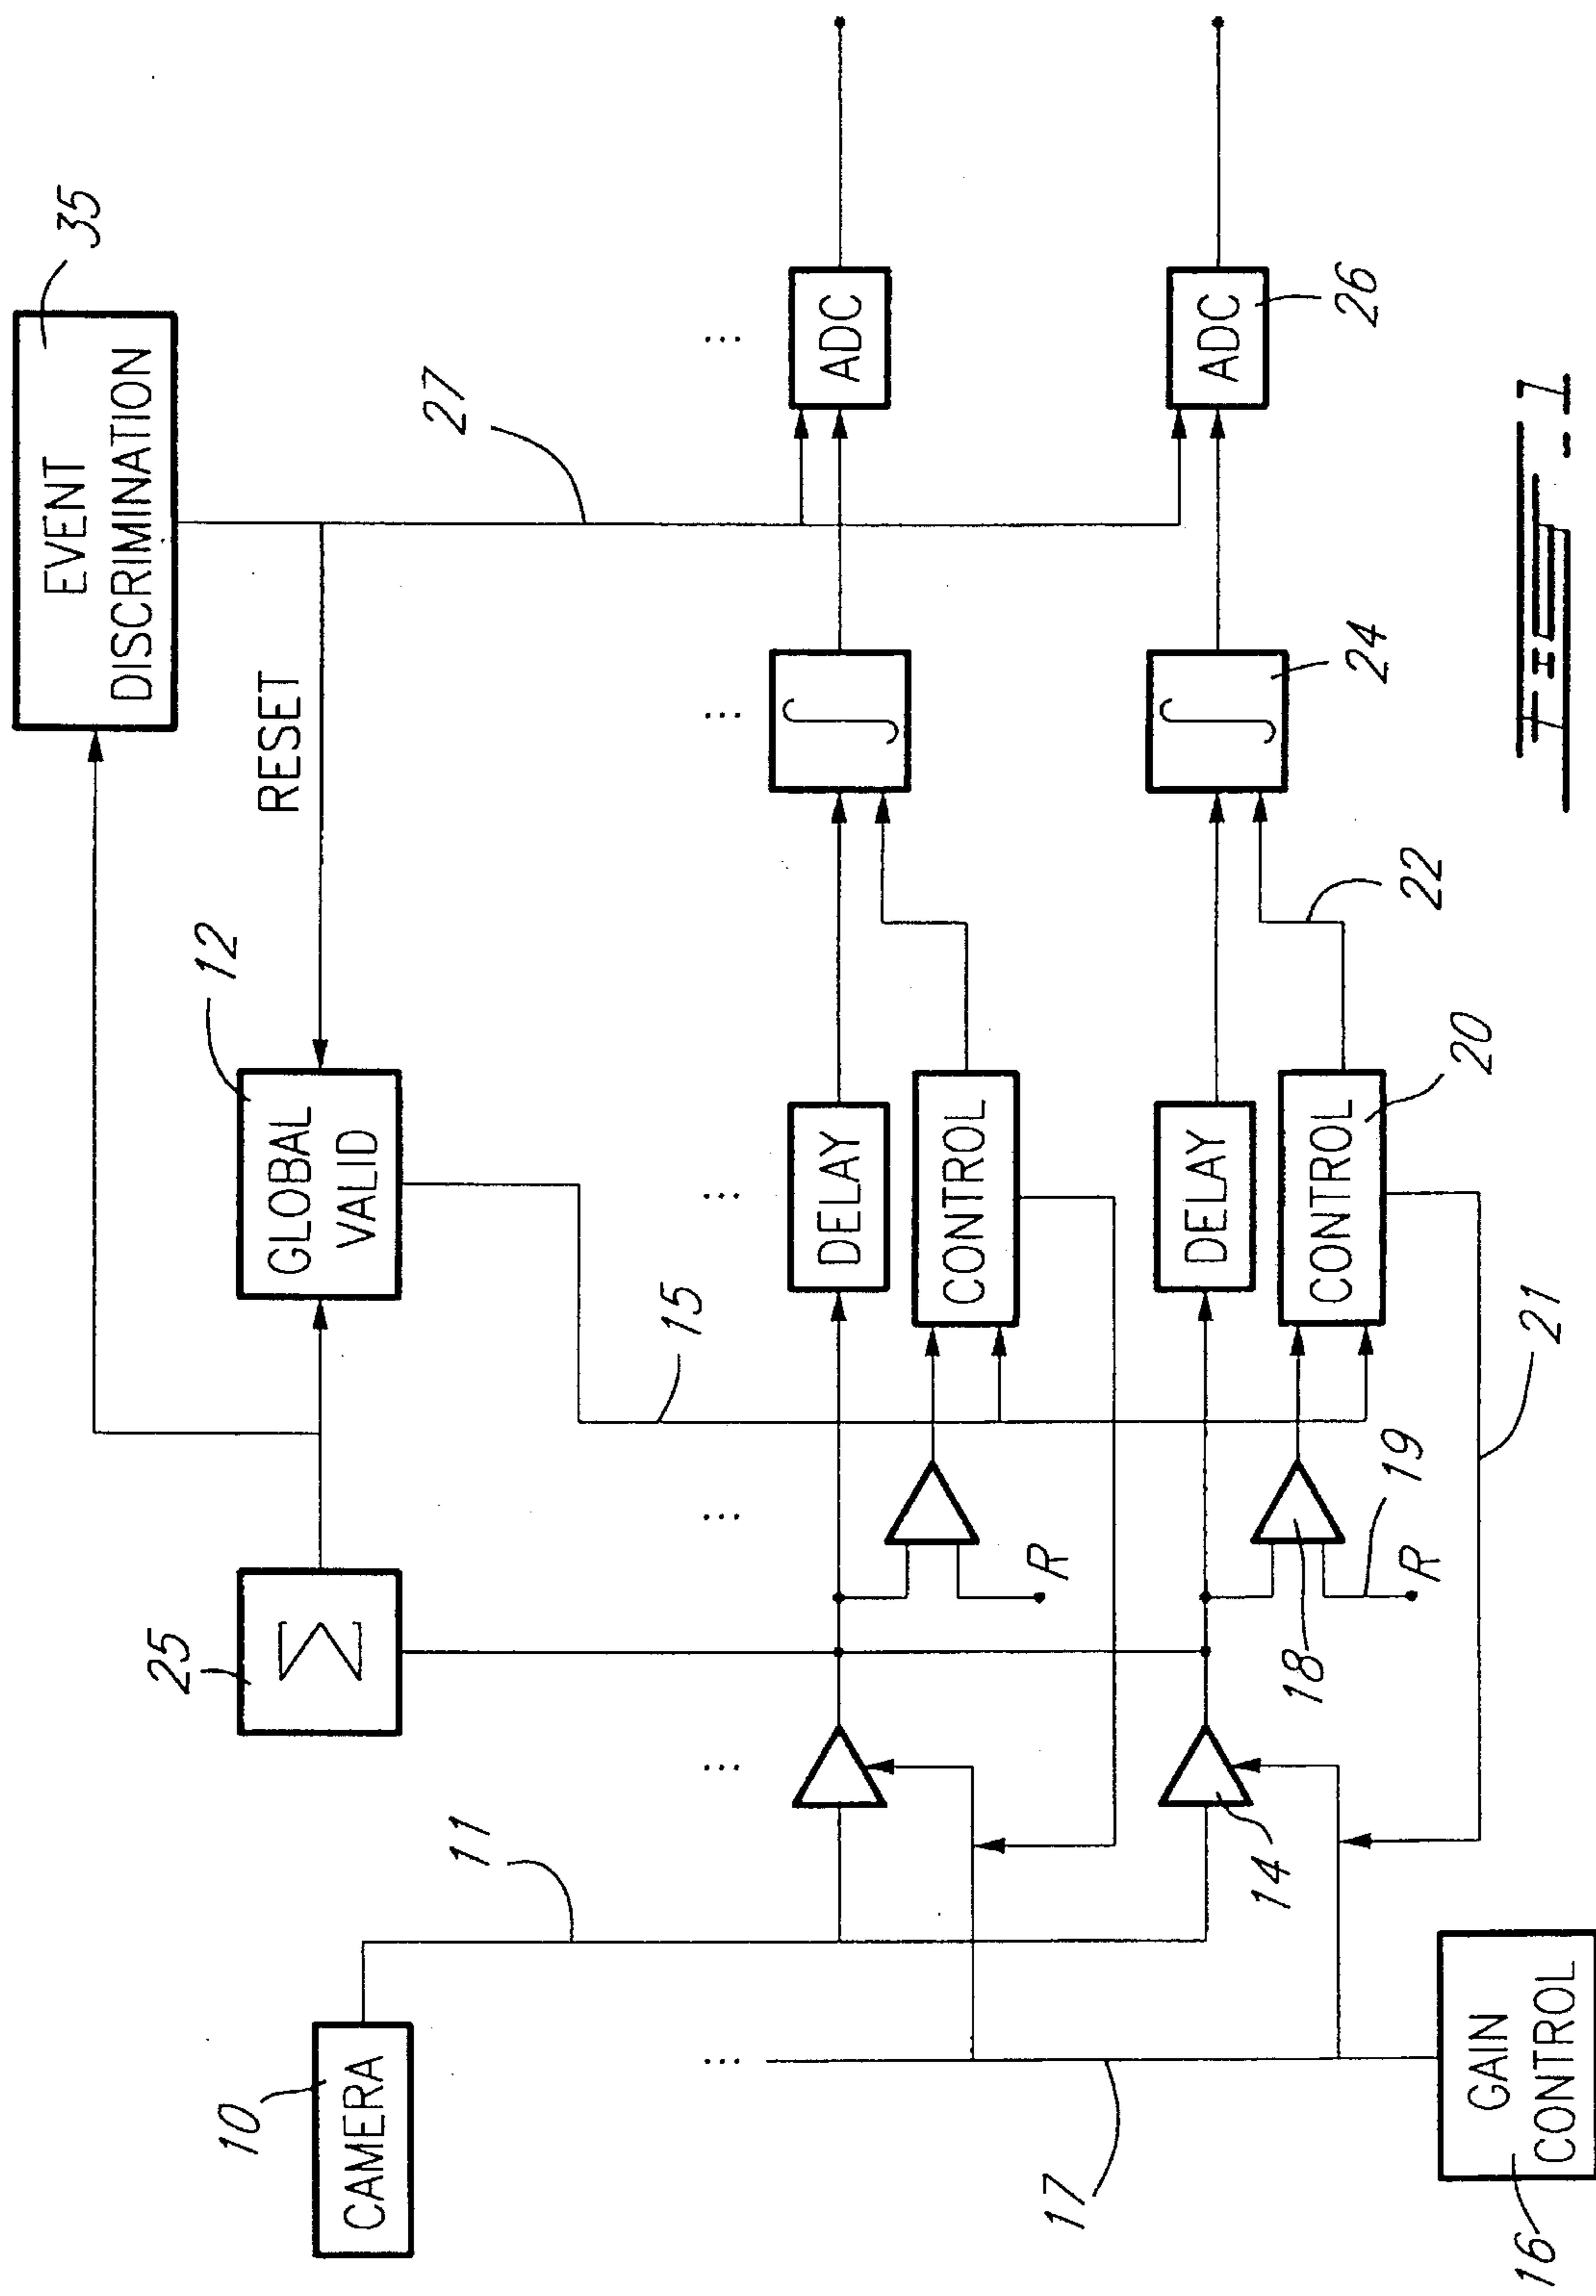 EVENT
DISCRIMINATION
35
RESET
27
GLOBAL
VALID
12
25
Σ
15
CAMERA
10
11
...
...
...
...
...
...
...
DELAY
CONTROL
∫
ADC
R
DELAY
CONTROL
20
∫
24
ADC
26
14
18
19
R
22
21
17
GAIN
CONTROL
16
FIG-1